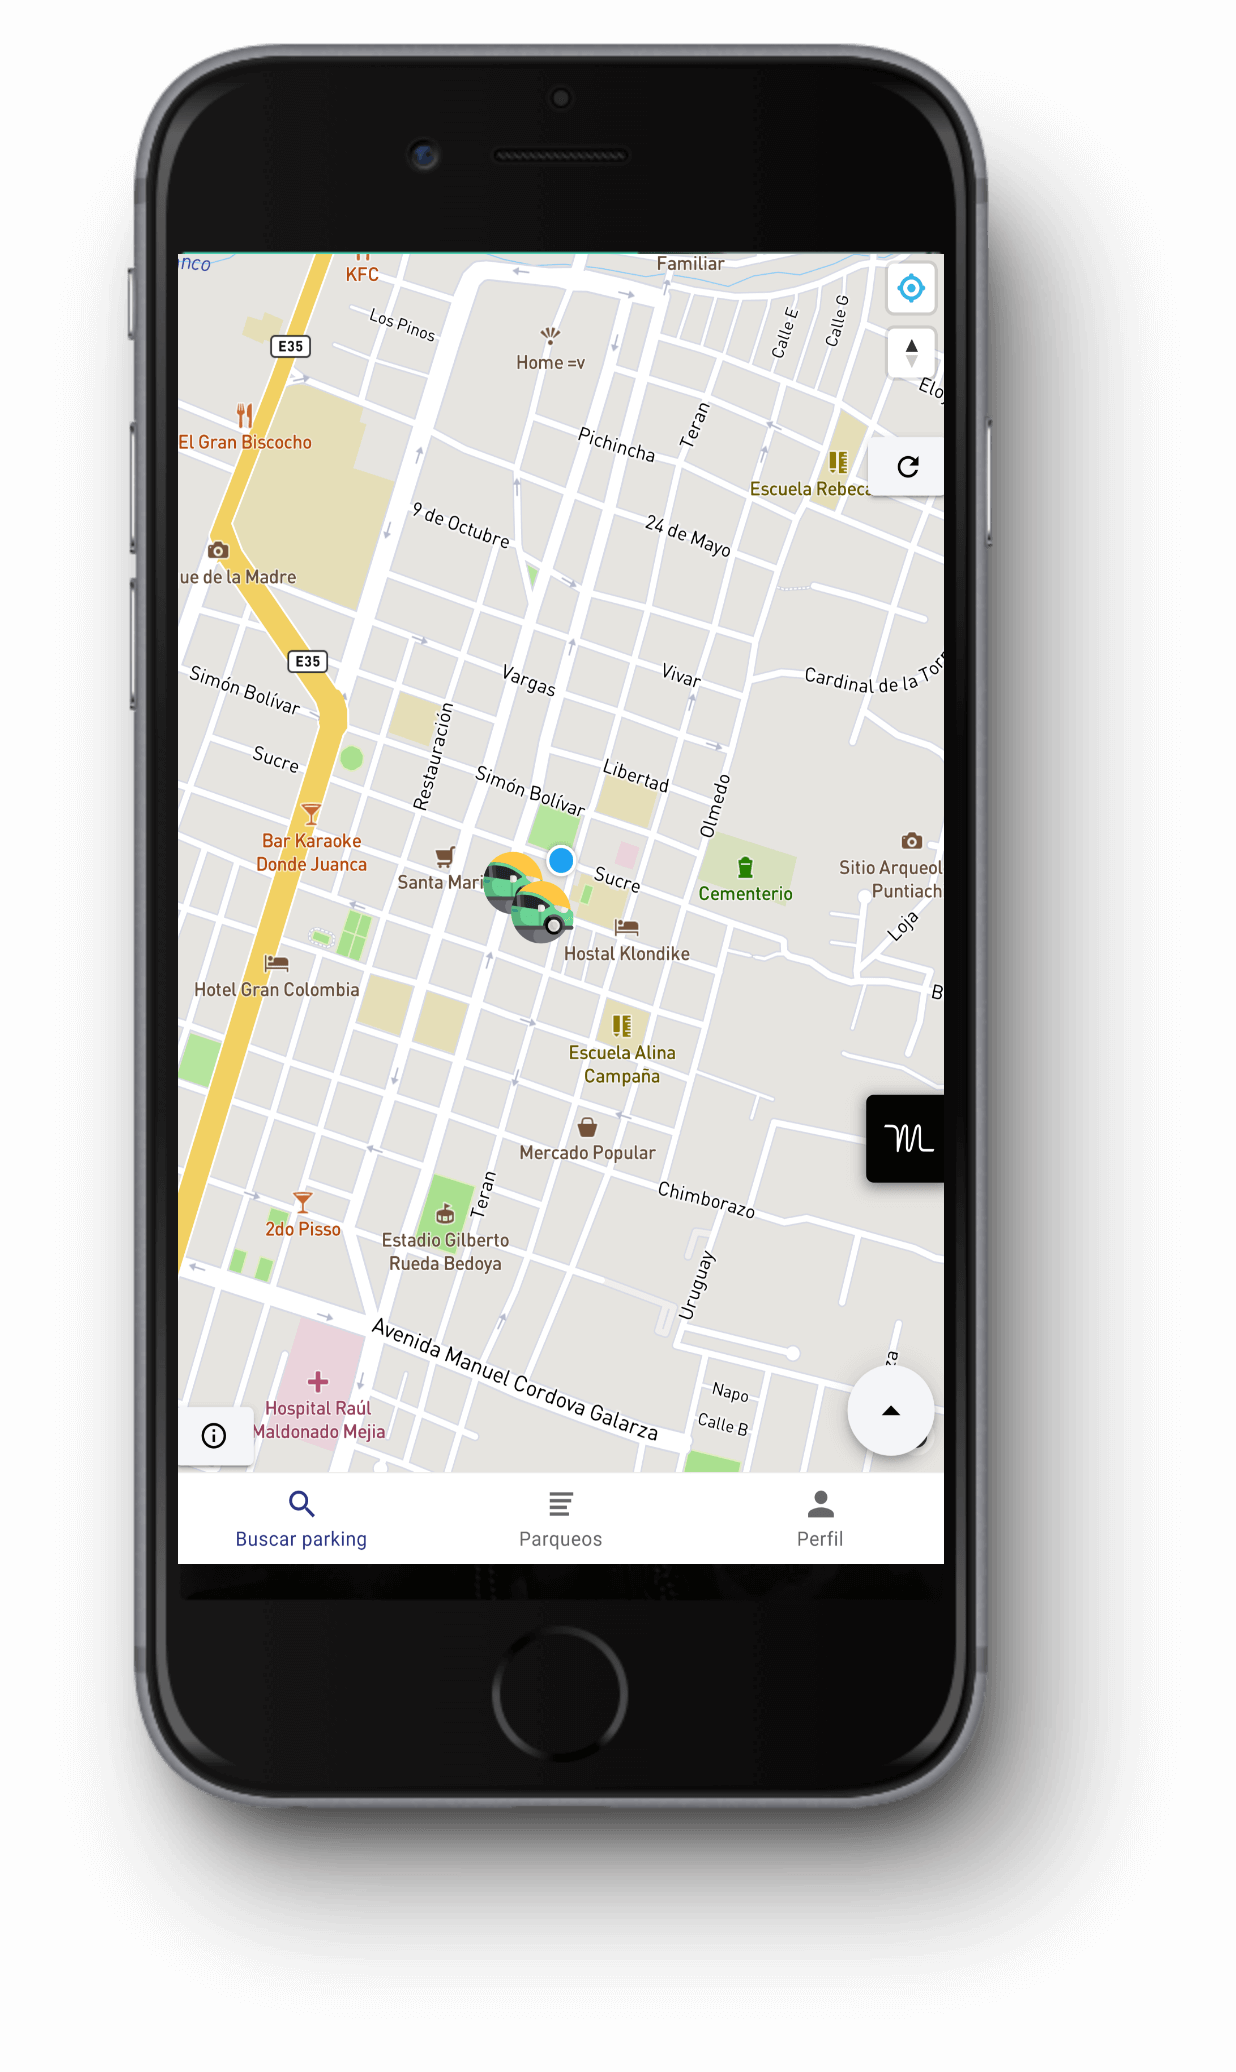 Familiar
KFC
Los Pinos
Calle E
Calle G
E35
Home =v
El Gran Biscocho
Pichincha
Teran
Escuela Rebeca
9 de Octubre
24 de Mayo
ue de la Madre
E35
Simón Bolívar
Vargas
Vivar
Cardinal de la Torr
Sucre
Restauración
Simón Bolívar
Libertad
Olmedo
Bar Karaoke
Donde Juanca
Santa Mari
Sucre
Cementerio
Sitio Arqueol
Puntiach
Loja
Hostal Klondike
Hotel Gran Colombia
B
Escuela Alina
Campaña
Mercado Popular
Teran
Chimborazo
2do Pisso
Estadio Gilberto
Rueda Bedoya
Uruguay
Avenida Manuel Cordova Galarza
za
Napo
Calle B
Hospital Raúl
Maldonado Mejia
Buscar parking
Parqueos
Perfil